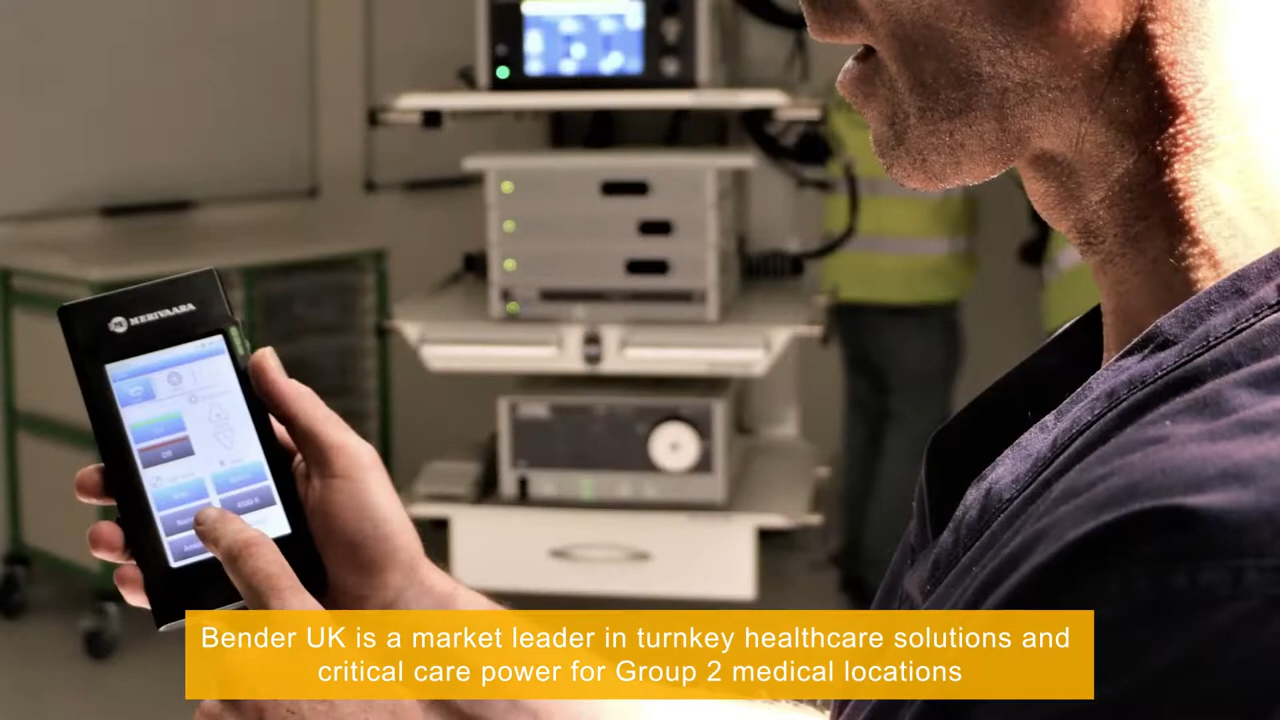 MERIVAARA
Off
Bender UK is a market leader in turnkey healthcare solutions and
critical care power for Group 2 medical locations